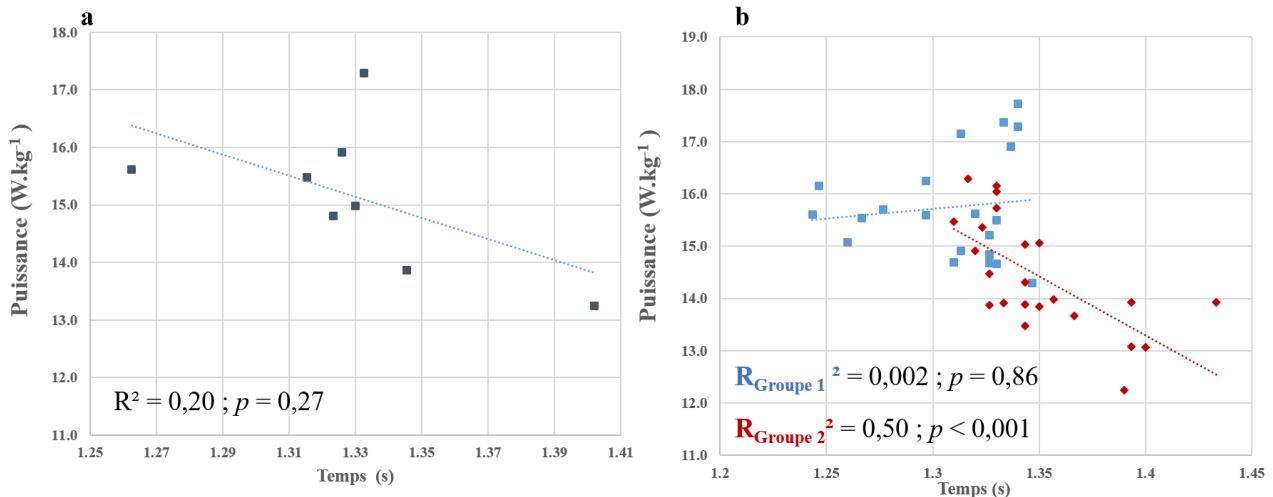 a
18.0
17.0
16.0
15.0
14.0
13.0
12.0
11.0
Puissance (W.kg⁻¹ )
R² = 0,20 ; p = 0,27
1.25 1.27 1.29 1.31 1.33 1.35 1.37 1.39 1.41
Temps (s)
b
19.0
18.0
17.0
16.0
15.0
14.0
13.0
12.0
11.0
Puissance (W.kg⁻¹ )
R Groupe 1 ² = 0,002 ; p = 0,86
R Groupe 2² = 0,50 ; p < 0,001
1.2 1.25 1.3 1.35 1.4 1.45
Temps (s)